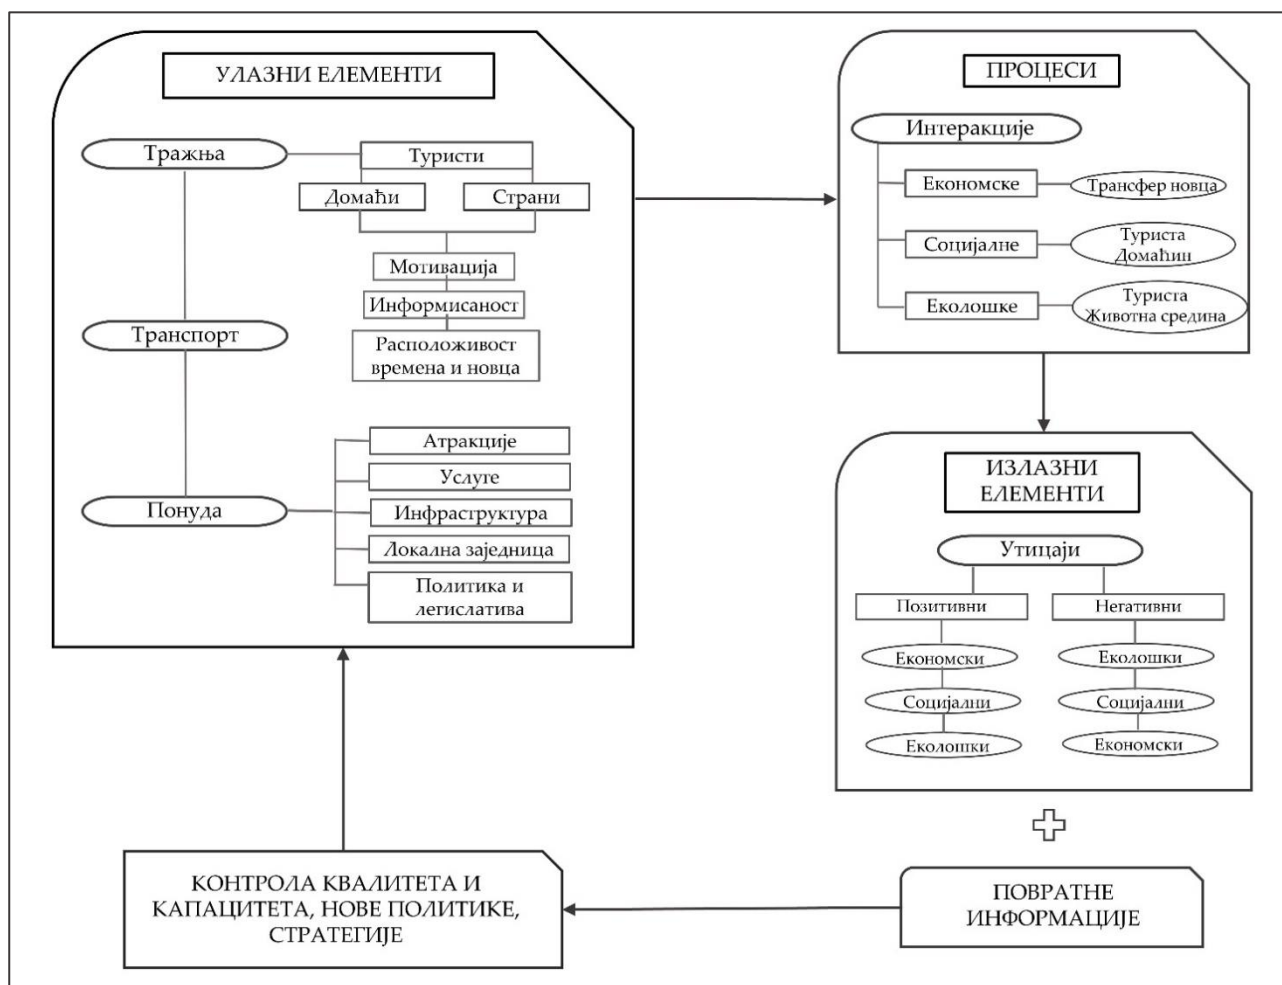 УЛАЗНИ ЕЛЕМЕНТИ
Тражња
Туристи
Домаћи
Страни
Мотивација
Информисаност
Расположивост
времена и новца
Транспорт
Понуда
Атракције
Услуге
Инфраструктура
Локална заједница
Политика и
легислатива
ПРОЦЕСИ
Интеракције
Економске
Трансфер новца
Социјалне
Туриста
Домаћин
Еколошке
Туриста
Животна средина
ИЗЛАЗНИ
ЕЛЕМЕНТИ
Утицаји
Позитивни
Негативни
Економски
Еколошки
Социјални
Социјални
Еколошки
Економски
ПОВРАТНЕ
ИНФОРМАЦИЈЕ
КОНТРОЛА КВАЛИТЕТА И
КАПАЦИТЕТА, НОВЕ ПОЛИТИКЕ,
СТРАТЕГИЈЕ